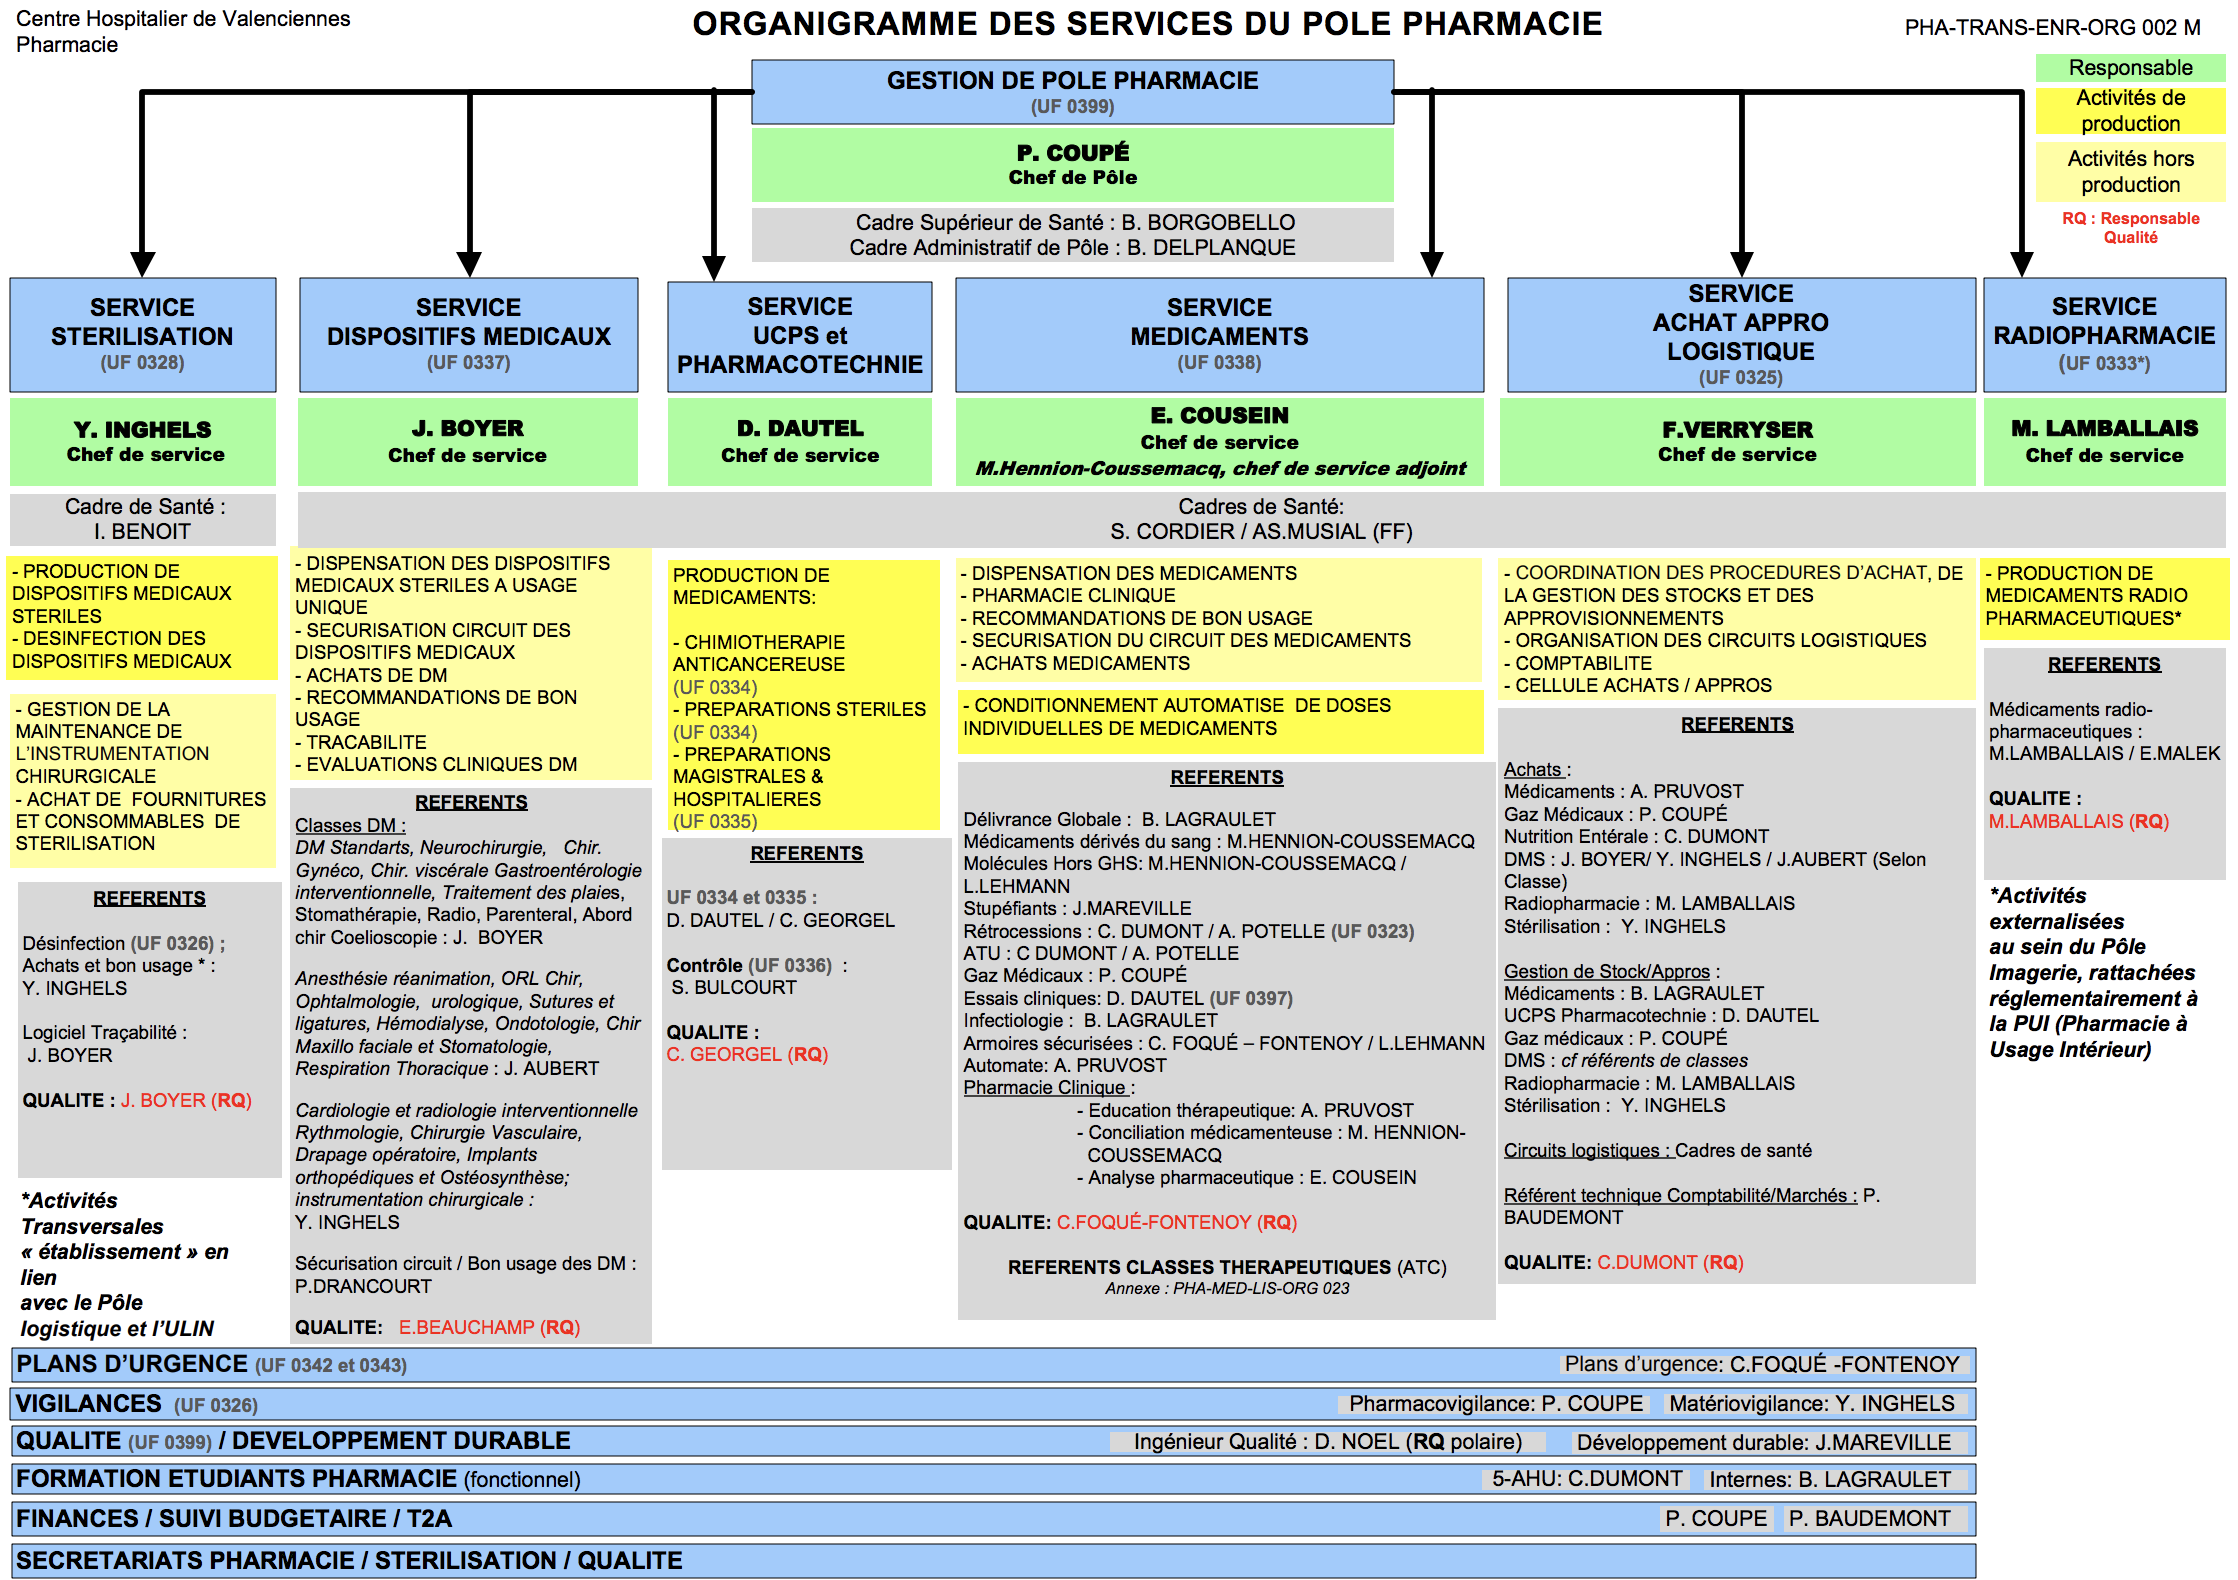 Centre Hospitalier de Valenciennes
Pharmacie
ORGANIGRAMME DES SERVICES DU POLE PHARMACIE
PHA-TRANS-ENR-ORG 002 M
Responsable
Activités de
production
Activités hors
production
RQ : Responsable
Qualité
GESTION DE POLE PHARMACIE
(UF 0399)
P. COUPÉ
Chef de Pôle
Cadre Supérieur de Santé : B. BORGOBELLO
Cadre Administratif de Pôle : B. DELPLANQUE
SERVICE
STERILISATION
(UF 0328)
Y. INGHELS
Chef de service
Cadre de Santé :
I. BENOIT
- PRODUCTION DE
DISPOSITIFS MEDICAUX
STERILES
- DESINFECTION DES
DISPOSITIFS MEDICAUX
- GESTION DE LA
MAINTENANCE DE
L’INSTRUMENTATION
CHIRURGICALE
- ACHAT DE FOURNITURES
ET CONSOMMABLES DE
STERILISATION
REFERENTS
Désinfection (UF 0326) ;
Achats et bon usage * :
Y. INGHELS
Logiciel Traçabilité :
J. BOYER
QUALITE : J. BOYER (RQ)
*Activités
Transversales
« établissement » en
lien
avec le Pôle
logistique et l’ULIN
SERVICE
DISPOSITIFS MEDICAUX
(UF 0337)
J. BOYER
Chef de service
Cadres de Santé:
S. CORDIER / AS.MUSIAL (FF)
- DISPENSATION DES DISPOSITIFS
MEDICAUX STERILES A USAGE
UNIQUE
- SECURISATION CIRCUIT DES
DISPOSITIFS MEDICAUX
- ACHATS DE DM
- RECOMMANDATIONS DE BON
USAGE
- TRACABILITE
- EVALUATIONS CLINIQUES DM
REFERENTS
Classes DM :
DM Standarts, Neurochirurgie, Chir.
Gynéco, Chir. viscérale Gastroentérologie
interventionnelle, Traitement des plaies,
Stomathérapie, Radio, Parenteral, Abord
chir Coelioscopie : J. BOYER
Anesthésie réanimation, ORL Chir,
Ophtalmologie, urologique, Sutures et
ligatures, Hémodialyse, Ondotologie, Chir
Maxillo faciale et Stomatologie,
Respiration Thoracique : J. AUBERT
Cardiologie et radiologie interventionnelle
Rythmologie, Chirurgie Vasculaire,
Drapage opératoire, Implants
orthopédiques et Ostéosynthèse;
instrumentation chirurgicale :
Y. INGHELS
Sécurisation circuit / Bon usage des DM :
P.DRANCOURT
QUALITE: E.BEAUCHAMP (RQ)
SERVICE
UCPS et
PHARMACOTECHNIE
D. DAUTEL
Chef de service
PRODUCTION DE
MEDICAMENTS:
- CHIMIOTHERAPIE
ANTICANCEREUSE
(UF 0334)
- PREPARATIONS STERILES
(UF 0334)
- PREPARATIONS
MAGISTRALES &
HOSPITALIERES
(UF 0335)
REFERENTS
UF 0334 et 0335 :
D. DAUTEL / C. GEORGEL
Contrôle (UF 0336) :
S. BULCOURT
QUALITE :
C. GEORGEL (RQ)
SERVICE
MEDICAMENTS
(UF 0338)
E. COUSEIN
Chef de service
M.Hennion-Coussemacq, chef de service adjoint
- DISPENSATION DES MEDICAMENTS
- PHARMACIE CLINIQUE
- RECOMMANDATIONS DE BON USAGE
- SECURISATION DU CIRCUIT DES MEDICAMENTS
- ACHATS MEDICAMENTS
- CONDITIONNEMENT AUTOMATISE DE DOSES
INDIVIDUELLES DE MEDICAMENTS
REFERENTS
Délivrance Globale : B. LAGRAULET
Médicaments dérivés du sang : M.HENNION-COUSSEMACQ
Molécules Hors GHS: M.HENNION-COUSSEMACQ /
L.LEHMANN
Stupéfiants : J.MAREVILLE
Rétrocessions : C. DUMONT / A. POTELLE (UF 0323)
ATU : C DUMONT / A. POTELLE
Gaz Médicaux : P. COUPÉ
Essais cliniques: D. DAUTEL (UF 0397)
Infectiologie : B. LAGRAULET
Armoires sécurisées : C. FOQUÉ – FONTENOY / L.LEHMANN
Automate: A. PRUVOST
Pharmacie Clinique :
- Education thérapeutique: A. PRUVOST
- Conciliation médicamenteuse : M. HENNION-
COUSSEMACQ
- Analyse pharmaceutique : E. COUSEIN
QUALITE: C.FOQUÉ-FONTENOY (RQ)
REFERENTS CLASSES THERAPEUTIQUES (ATC)
Annexe : PHA-MED-LIS-ORG 023
SERVICE
ACHAT APPRO
LOGISTIQUE
(UF 0325)
F.VERRYSER
Chef de service
- COORDINATION DES PROCEDURES D’ACHAT, DE
LA GESTION DES STOCKS ET DES
APPROVISIONNEMENTS
- ORGANISATION DES CIRCUITS LOGISTIQUES
- COMPTABILITE
- CELLULE ACHATS / APPROS
REFERENTS
Achats :
Médicaments : A. PRUVOST
Gaz Médicaux : P. COUPÉ
Nutrition Entérale : C. DUMONT
DMS : J. BOYER/ Y. INGHELS / J.AUBERT (Selon
Classe)
Radiopharmacie : M. LAMBALLAIS
Stérilisation : Y. INGHELS
Gestion de Stock/Appros :
Médicaments : B. LAGRAULET
UCPS Pharmacotechnie : D. DAUTEL
Gaz médicaux : P. COUPÉ
DMS : cf référents de classes
Radiopharmacie : M. LAMBALLAIS
Stérilisation : Y. INGHELS
Circuits logistiques : Cadres de santé
Référent technique Comptabilité/Marchés : P.
BAUDEMONT
QUALITE: C.DUMONT (RQ)
SERVICE
RADIOPHARMACIE
(UF 0333*)
M. LAMBALLAIS
Chef de service
- PRODUCTION DE
MEDICAMENTS RADIO
PHARMACEUTIQUES*
REFERENTS
Médicaments radio-
pharmaceutiques :
M.LAMBALLAIS / E.MALEK
QUALITE :
M.LAMBALLAIS (RQ)
*Activités
externalisées
au sein du Pôle
Imagerie, rattachées
réglementairement à
la PUI (Pharmacie à
Usage Intérieur)
PLANS D’URGENCE (UF 0342 et 0343) Plans d’urgence: C.FOQUÉ -FONTENOY
VIGILANCES (UF 0326) Pharmacovigilance: P. COUPE Matériovigilance: Y. INGHELS
QUALITE (UF 0399) / DEVELOPPEMENT DURABLE Ingénieur Qualité : D. NOEL (RQ polaire) Développement durable: J.MAREVILLE
FORMATION ETUDIANTS PHARMACIE (fonctionnel) 5-AHU: C.DUMONT Internes: B. LAGRAULET
FINANCES / SUIVI BUDGETAIRE / T2A P. COUPE P. BAUDEMONT
SECRETARIATS PHARMACIE / STERILISATION / QUALITE